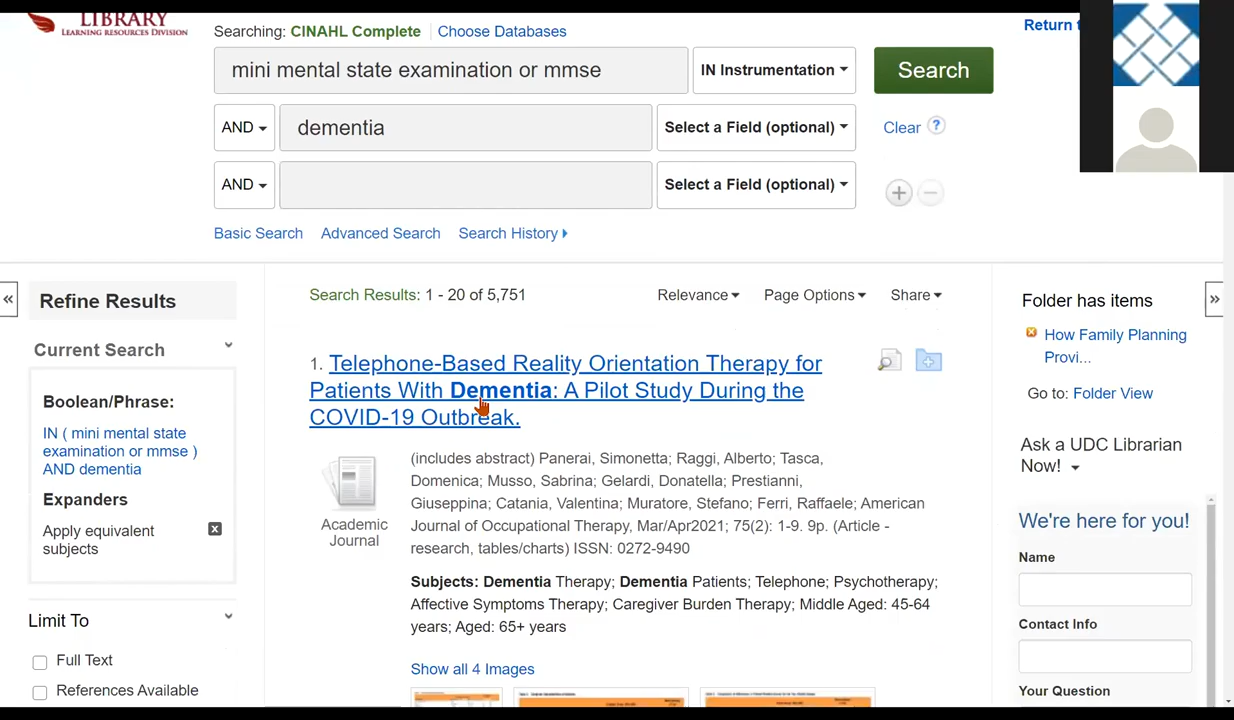 LIBRARY
LEARNING RESOURCES DIVISION
Searching: CINAHL Complete Choose Databases
Return
mini mental state examination or mmse
IN Instrumentation
Search
AND
dementia
Select a Field (optional)
Clear ?
AND
Select a Field (optional)
+
−
Basic Search Advanced Search Search History
«
Refine Results
Current Search
Boolean/Phrase:
IN ( mini mental state
examination or mmse )
AND dementia
Expanders
Apply equivalent
subjects
x
Limit To
Full Text
References Available
Search Results: 1 - 20 of 5,751
Relevance Page Options Share
1. Telephone-Based Reality Orientation Therapy for
Patients With Dementia: A Pilot Study During the
COVID-19 Outbreak.
Academic
Journal
(includes abstract) Panerai, Simonetta; Raggi, Alberto; Tasca,
Domenica; Musso, Sabrina; Gelardi, Donatella; Prestianni,
Giuseppina; Catania, Valentina; Muratore, Stefano; Ferri, Raffaele; American
Journal of Occupational Therapy, Mar/Apr2021; 75(2): 1-9. 9p. (Article -
research, tables/charts) ISSN: 0272-9490
Subjects: Dementia Therapy; Dementia Patients; Telephone; Psychotherapy;
Affective Symptoms Therapy; Caregiver Burden Therapy; Middle Aged: 45-64
years; Aged: 65+ years
Show all 4 Images
Folder has items
»
How Family Planning
Provi...
Go to: Folder View
Ask a UDC Librarian
Now!
We're here for you!
Name
Contact Info
Your Question